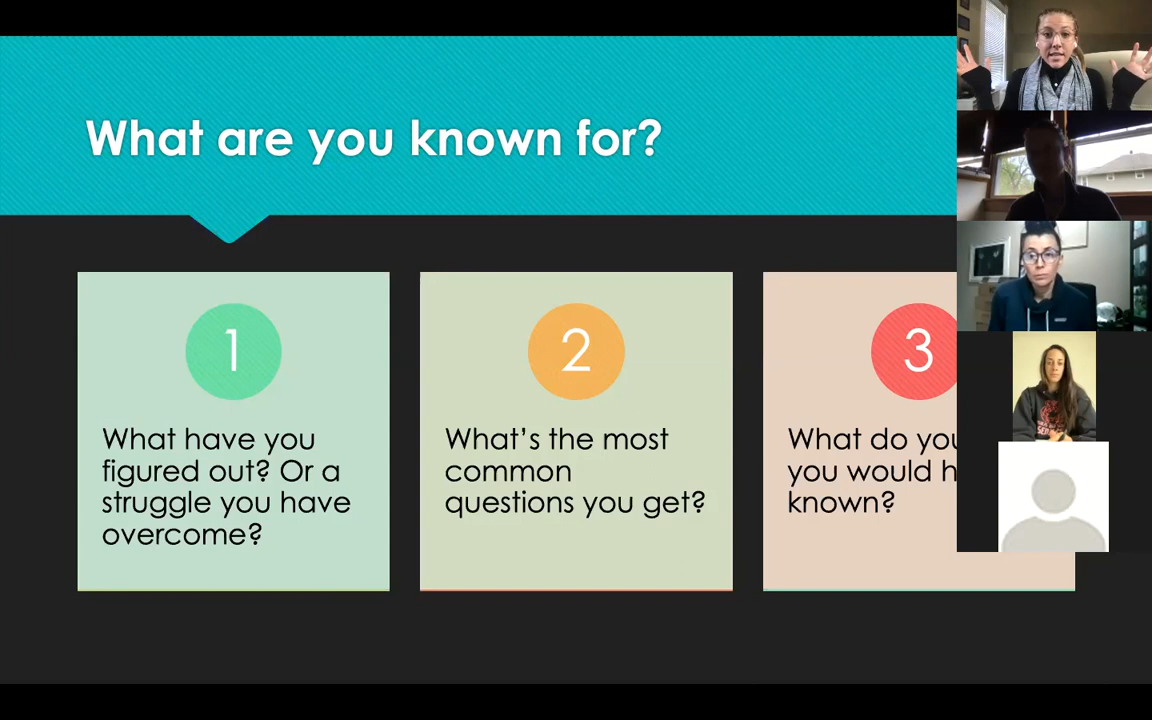 What are you known for?
1
What have you
figured out? Or a
struggle you have
overcome?
2
What's the most
common
questions you get?
3
What do you
you would h
known?